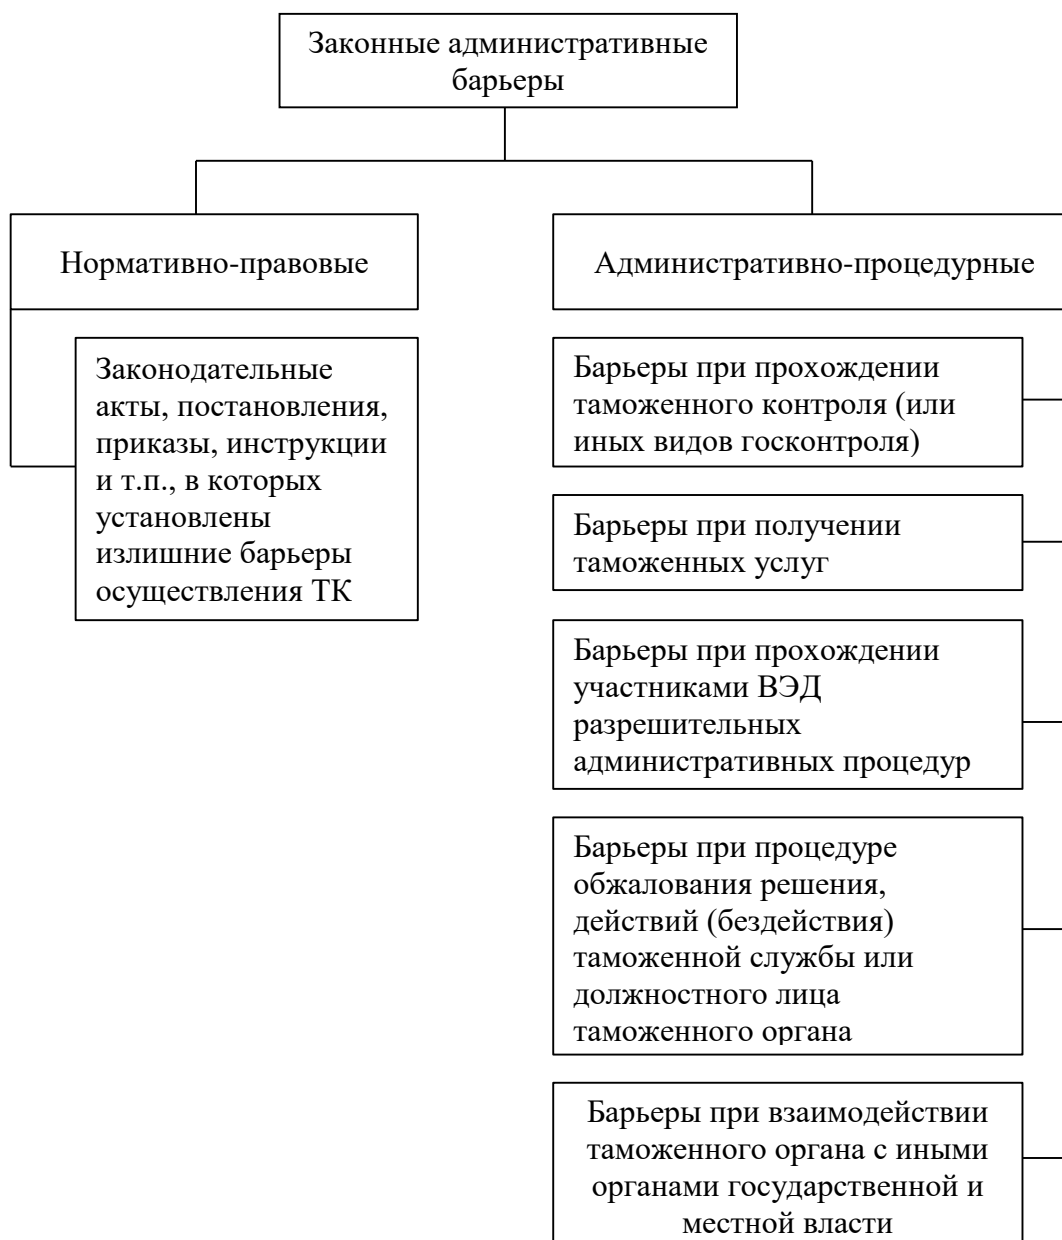 Законные административные
барьеры
Нормативно-правовые
Административно-процедурные
Законодательные
акты, постановления,
приказы, инструкции
и т.п., в которых
установлены
излишние барьеры
осуществления ТК
Барьеры при прохождении
таможенного контроля (или
иных видов госконтроля)
Барьеры при получении
таможенных услуг
Барьеры при прохождении
участниками ВЭД
разрешительных
административных процедур
Барьеры при процедуре
обжалования решения,
действий (бездействия)
таможенной службы или
должностного лица
таможенного органа
Барьеры при взаимодействии
таможенного органа с иными
органами государственной и
местной власти